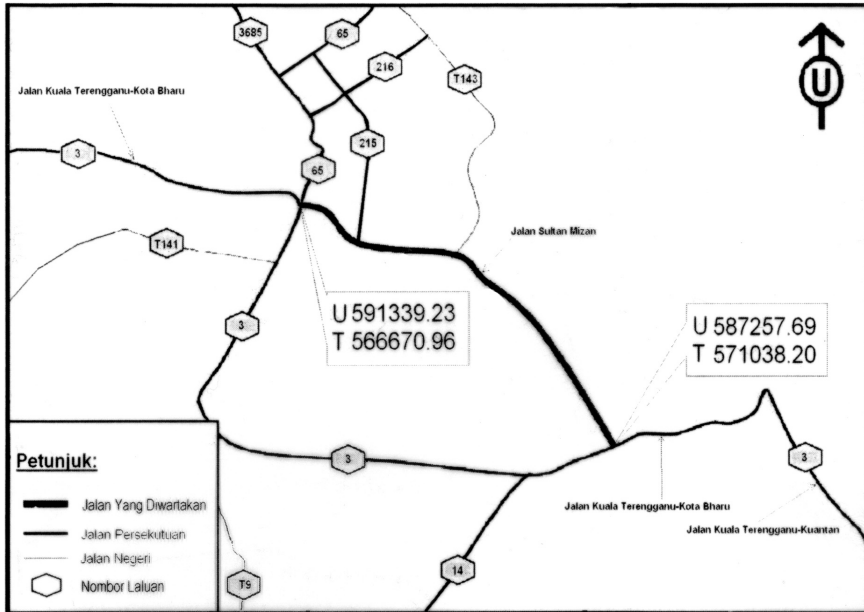 3685
65
216
T143
U
Jalan Kuala Terengganu-Kota Bharu
3
215
65
T141
Jalan Sultan Mizan
3
U 591339.23
T 566670.96
U 587257.69
T 571038.20
3
3
Jalan Kuala Terengganu-Kota Bharu
Jalan Kuala Terengganu-Kuantan
14
T9
Petunjuk:
Jalan Yang Diwartakan
Jalan Persekutuan
Jalan Negeri
Nombor Laluan